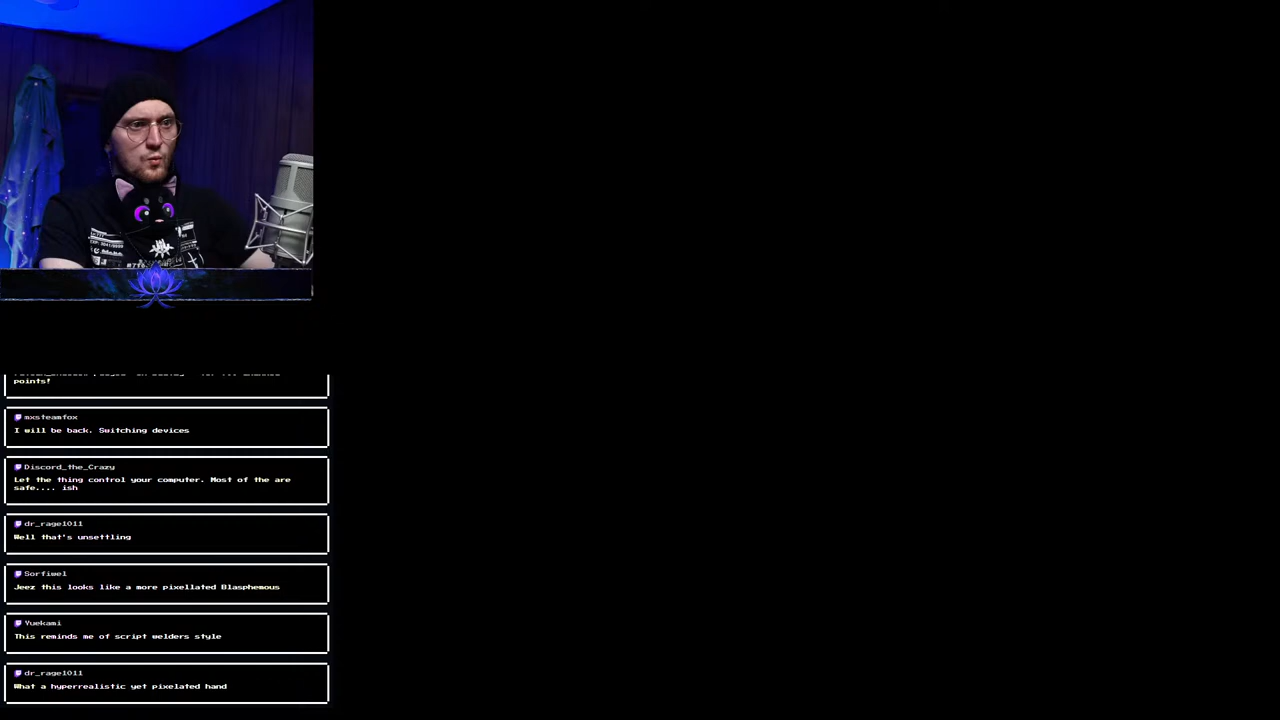 points!
mxsteamfox
I will be back. Switching devices
Discord_the_Crazy
Let the thing control your computer. Most of the are
safe.... ish
dr_rage1011
Well that's unsettling
Sorfiwel
Jeez this looks like a more pixellated Blasphemous
Yuekami
This reminds me of script welders style
dr_rage1011
What a hyperrealistic yet pixelated hand